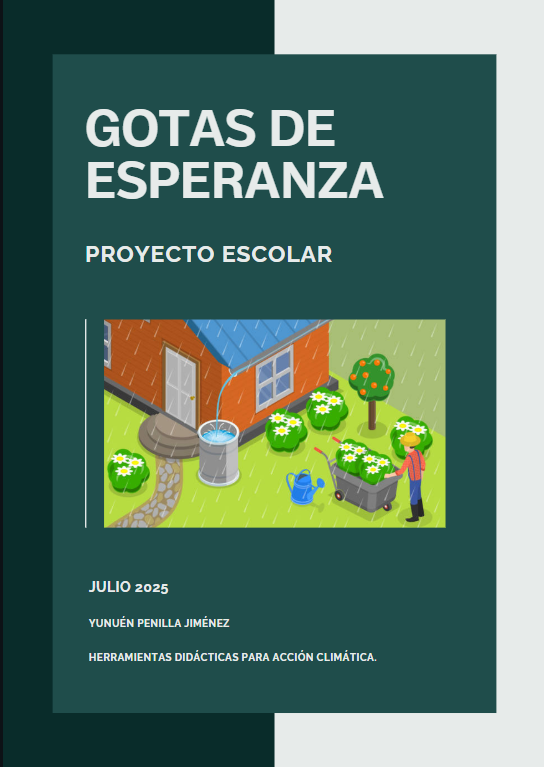 GOTAS DE
ESPERANZA
PROYECTO ESCOLAR
JULIO 2025
YUNUÉN PENILLA JIMÉNEZ
HERRAMIENTAS DIDÁCTICAS PARA ACCIÓN CLIMÁTICA.